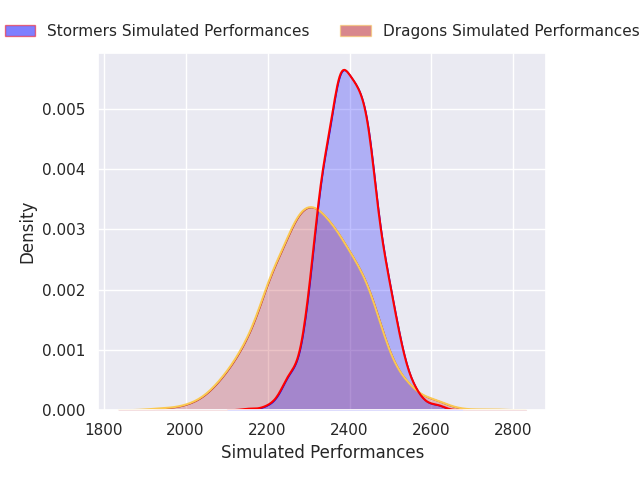 Stormers Simulated Performances Dragons Simulated Performances
0.005
0.004
0.003
0.002
0.001
0.000
Density
1800 2000 2200 2400 2600 2800
Simulated Performances